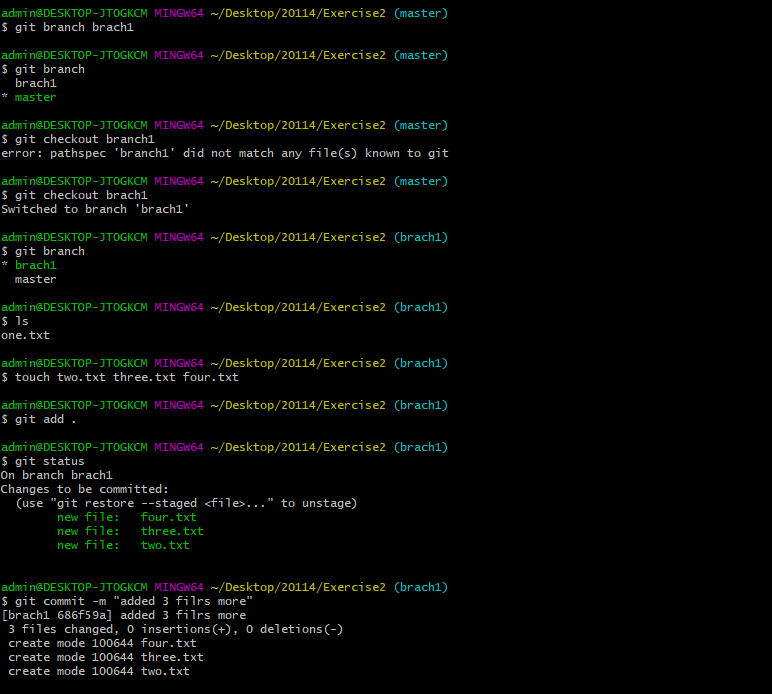 admin@DESKTOP-JTOGKCM MINGW64 ~/Desktop/20114/Exercise2 (master)
$ git branch brach1
admin@DESKTOP-JTOGKCM MINGW64 ~/Desktop/20114/Exercise2 (master)
$ git branch
  brach1
* master
admin@DESKTOP-JTOGKCM MINGW64 ~/Desktop/20114/Exercise2 (master)
$ git checkout branch1
error: pathspec 'branch1' did not match any file(s) known to git
admin@DESKTOP-JTOGKCM MINGW64 ~/Desktop/20114/Exercise2 (master)
$ git checkout brach1
Switched to branch 'brach1'
admin@DESKTOP-JTOGKCM MINGW64 ~/Desktop/20114/Exercise2 (brach1)
$ git branch
* brach1
  master
admin@DESKTOP-JTOGKCM MINGW64 ~/Desktop/20114/Exercise2 (brach1)
$ ls
one.txt
admin@DESKTOP-JTOGKCM MINGW64 ~/Desktop/20114/Exercise2 (brach1)
$ touch two.txt three.txt four.txt
admin@DESKTOP-JTOGKCM MINGW64 ~/Desktop/20114/Exercise2 (brach1)
$ git add .
admin@DESKTOP-JTOGKCM MINGW64 ~/Desktop/20114/Exercise2 (brach1)
$ git status
On branch brach1
Changes to be committed:
  (use "git restore --staged <file>..." to unstage)
        new file:   four.txt
        new file:   three.txt
        new file:   two.txt
admin@DESKTOP-JTOGKCM MINGW64 ~/Desktop/20114/Exercise2 (brach1)
$ git commit -m "added 3 filrs more"
[brach1 686f59a] added 3 filrs more
 3 files changed, 0 insertions(+), 0 deletions(-)
 create mode 100644 four.txt
 create mode 100644 three.txt
 create mode 100644 two.txt